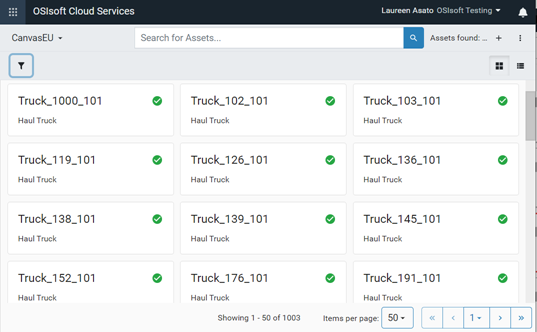 OSIsoft Cloud Services
Laureen Asato OSIsoft Testing
CanvasEU
Search for Assets...
Assets found: ...
Truck_1000_101
Haul Truck
Truck_102_101
Haul Truck
Truck_103_101
Haul Truck
Truck_119_101
Haul Truck
Truck_126_101
Haul Truck
Truck_136_101
Haul Truck
Truck_138_101
Haul Truck
Truck_139_101
Haul Truck
Truck_145_101
Haul Truck
Truck_152_101
Haul Truck
Truck_176_101
Haul Truck
Truck_191_101
Haul Truck
Showing 1 - 50 of 1003
Items per page: 50
« ‹ 1 › »